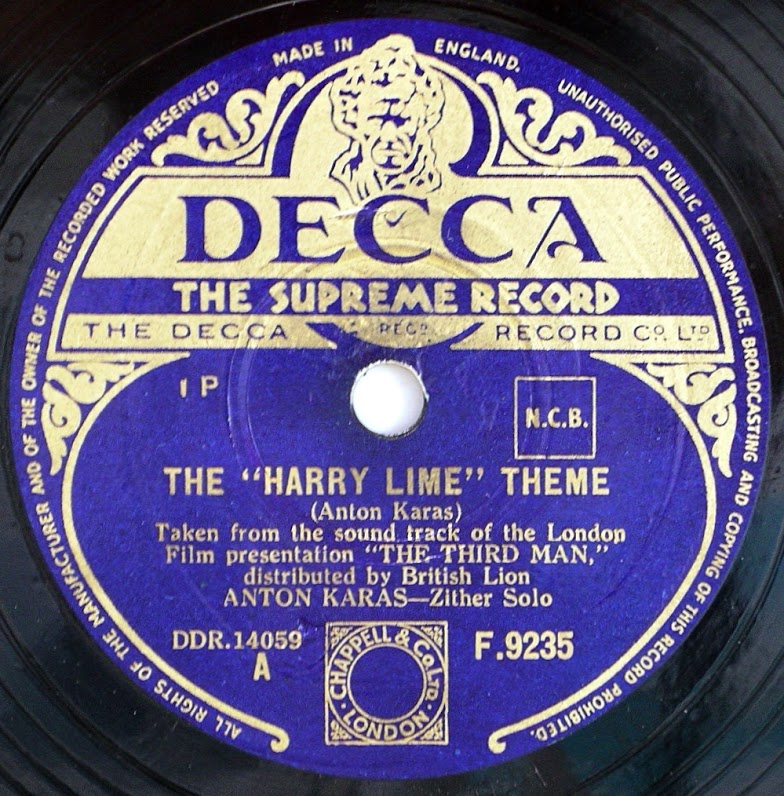 ALL RIGHTS OF THE MANUFACTURER AND OF THE OWNER OF THE RECORDED WORK RESERVED
MADE IN ENGLAND.
UNAUTHORISED PUBLIC PERFORMANCE, BROADCASTING AND COPYING OF THIS RECORD PROHIBITED.
DECCA
THE SUPREME RECORD
THE DECCA REGD RECORD CO. LTD
1 P
N.C.B.
THE "HARRY LIME" THEME
(Anton Karas)
Taken from the sound track of the London
Film presentation "THE THIRD MAN,"
distributed by British Lion
ANTON KARAS—Zither Solo
DDR.14059
A
CHAPPELL & CO LTD
· LONDON ·
F.9235